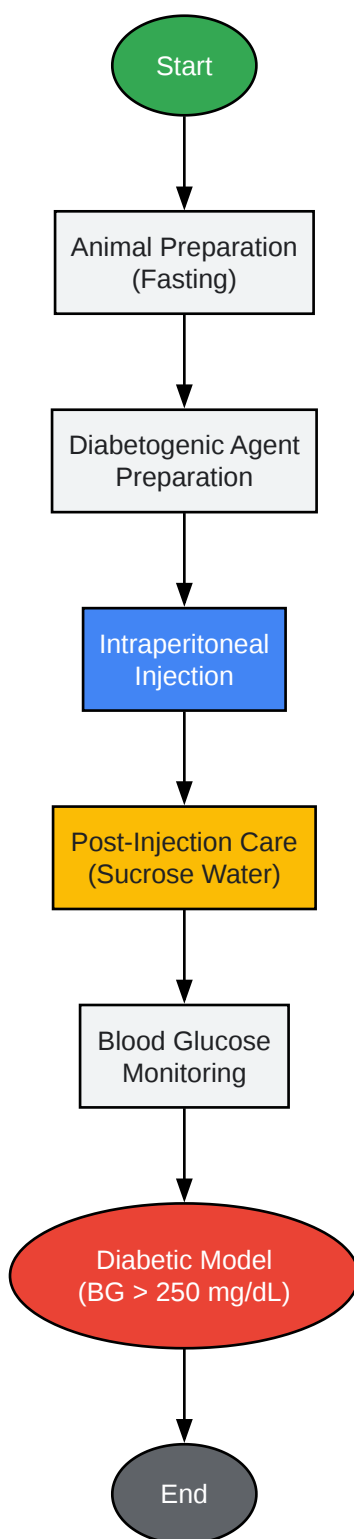 Start
Animal Preparation
(Fasting)
Diabetogenic Agent
Preparation
Intraperitoneal
Injection
Post-Injection Care
(Sucrose Water)
Blood Glucose
Monitoring
Diabetic Model
(BG > 250 mg/dL)
End